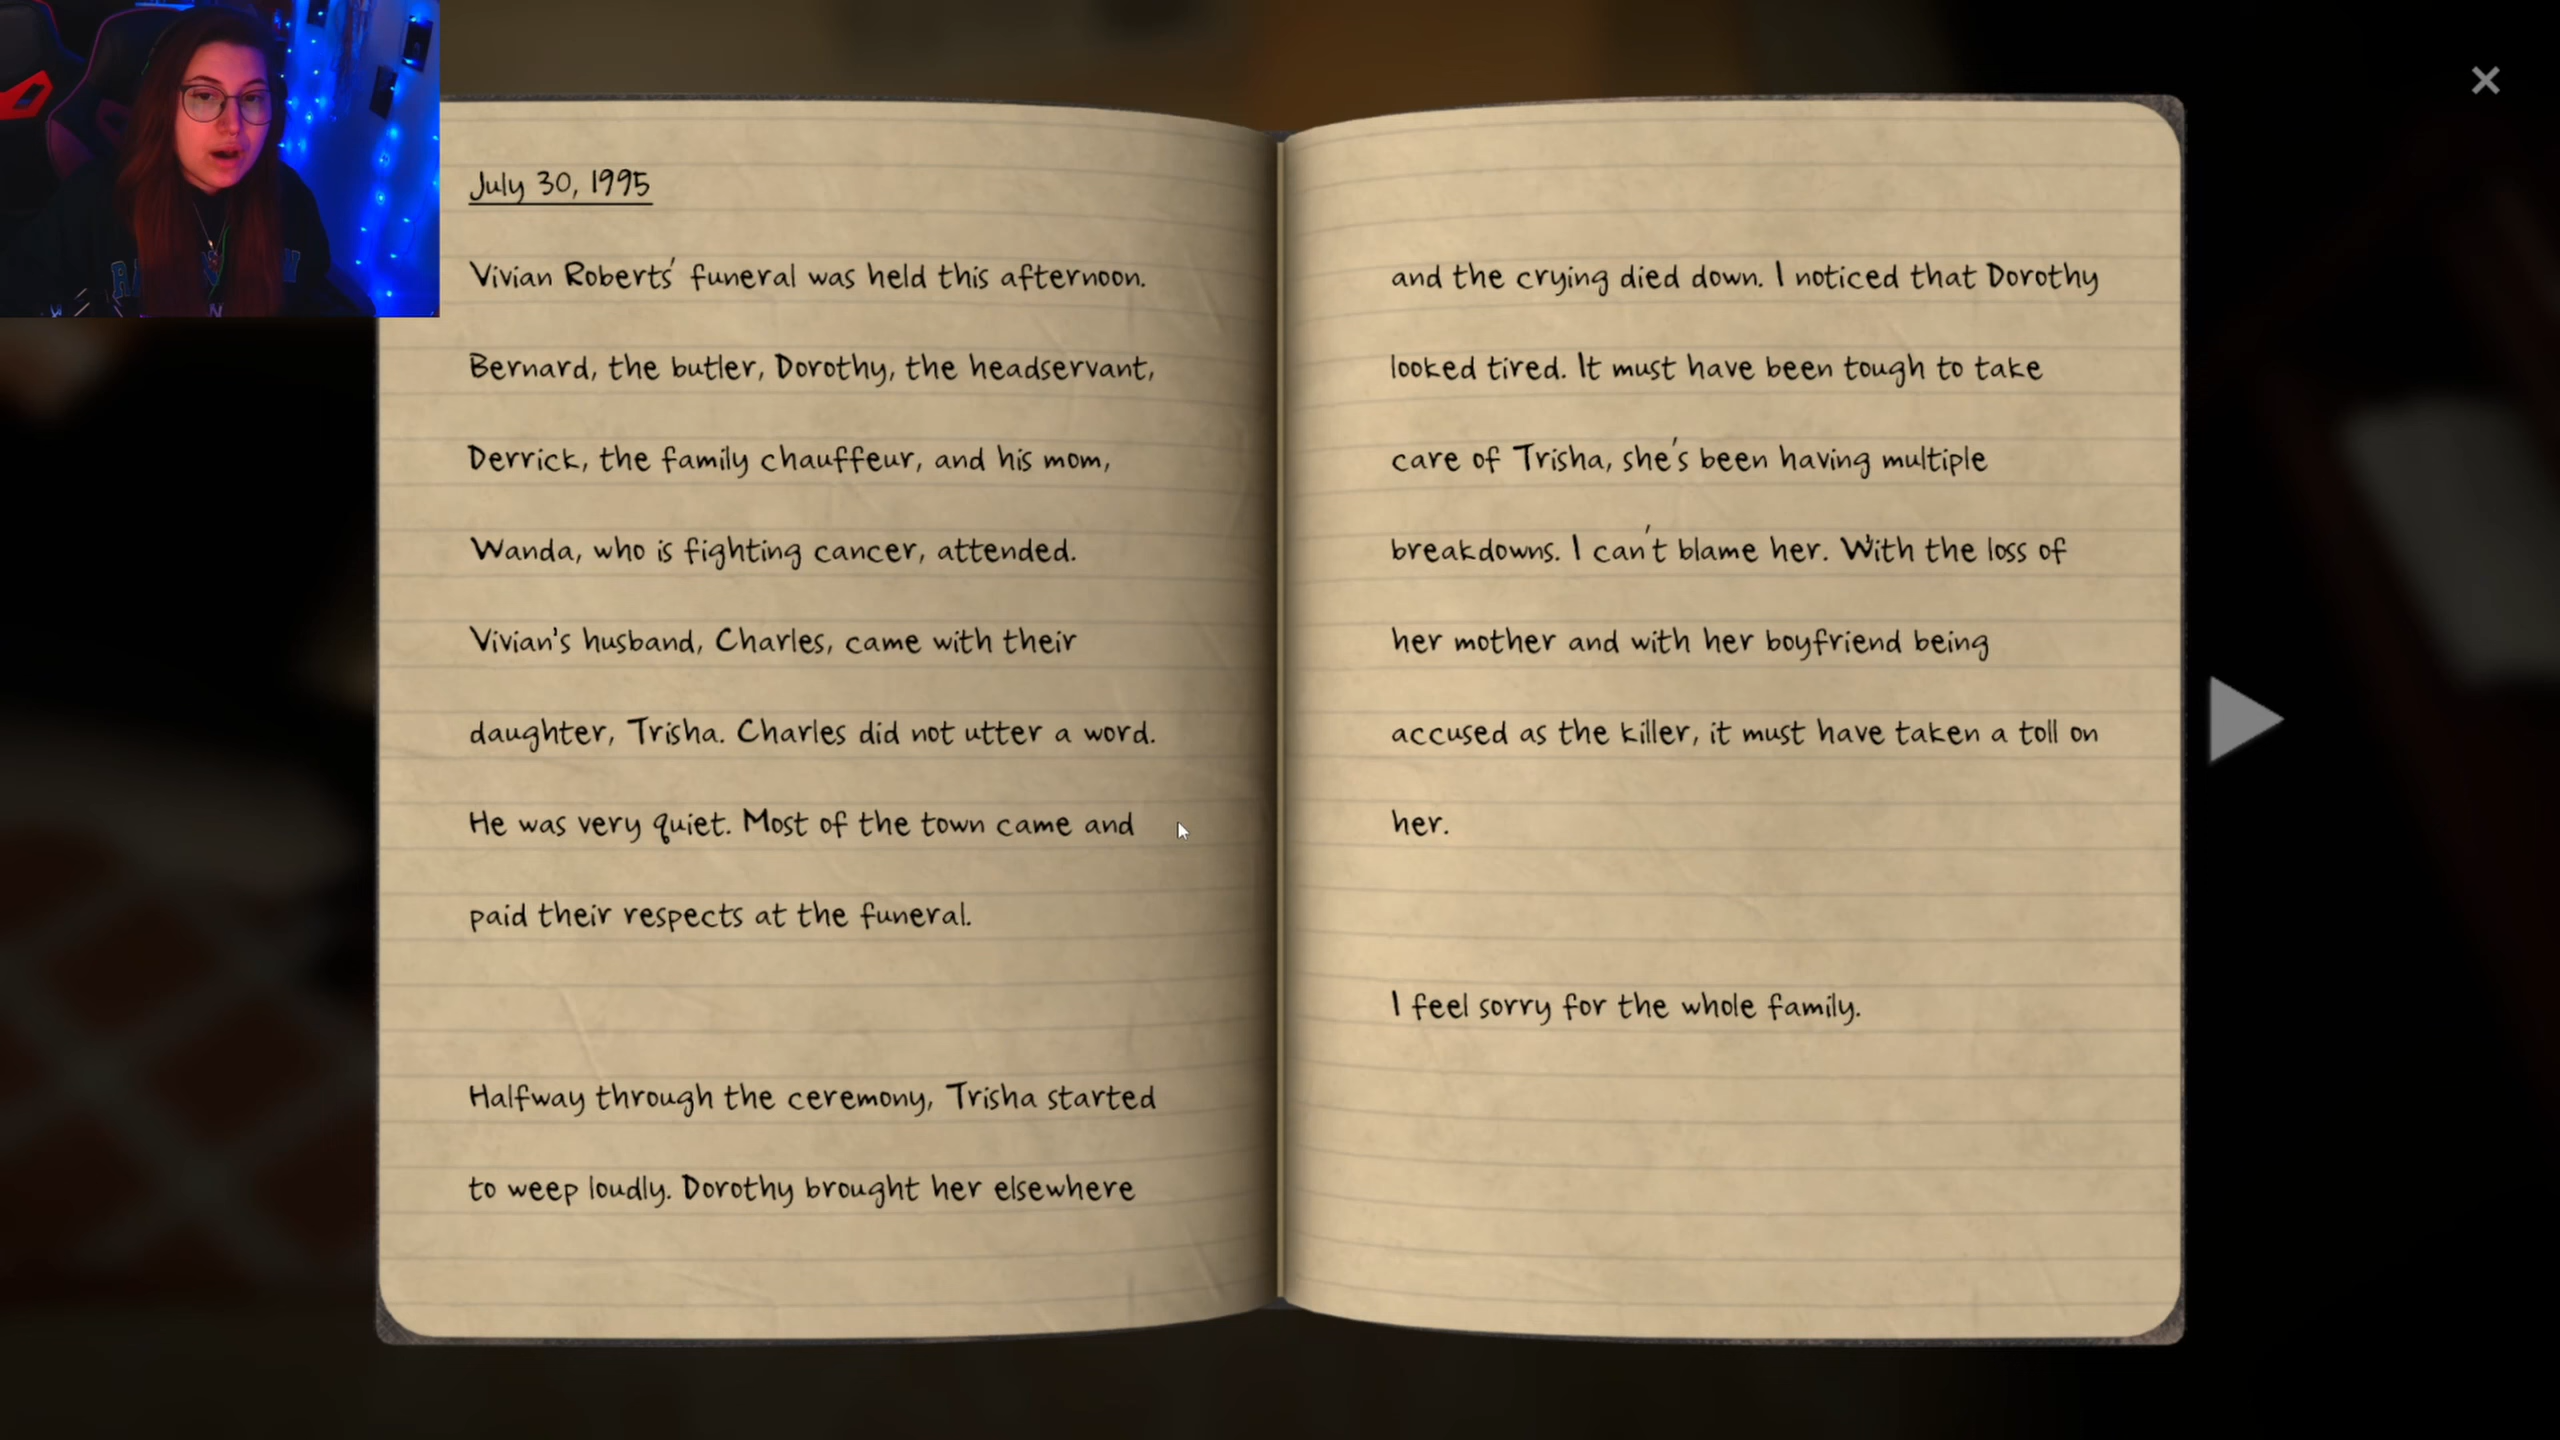 July 30, 1995
Vivian Roberts' funeral was held this afternoon.
Bernard, the butler, Dorothy, the headservant,
Derrick, the family chauffeur, and his mom,
Wanda, who is fighting cancer, attended.
Vivian's husband, Charles, came with their
daughter, Trisha. Charles did not utter a word.
He was very quiet. Most of the town came and
paid their respects at the funeral.
Halfway through the ceremony, Trisha started
to weep loudly. Dorothy brought her elsewhere
and the crying died down. I noticed that Dorothy
looked tired. It must have been tough to take
care of Trisha, she's been having multiple
breakdowns. I can't blame her. With the loss of
her mother and with her boyfriend being
accused as the killer, it must have taken a toll on
her.
I feel sorry for the whole family.